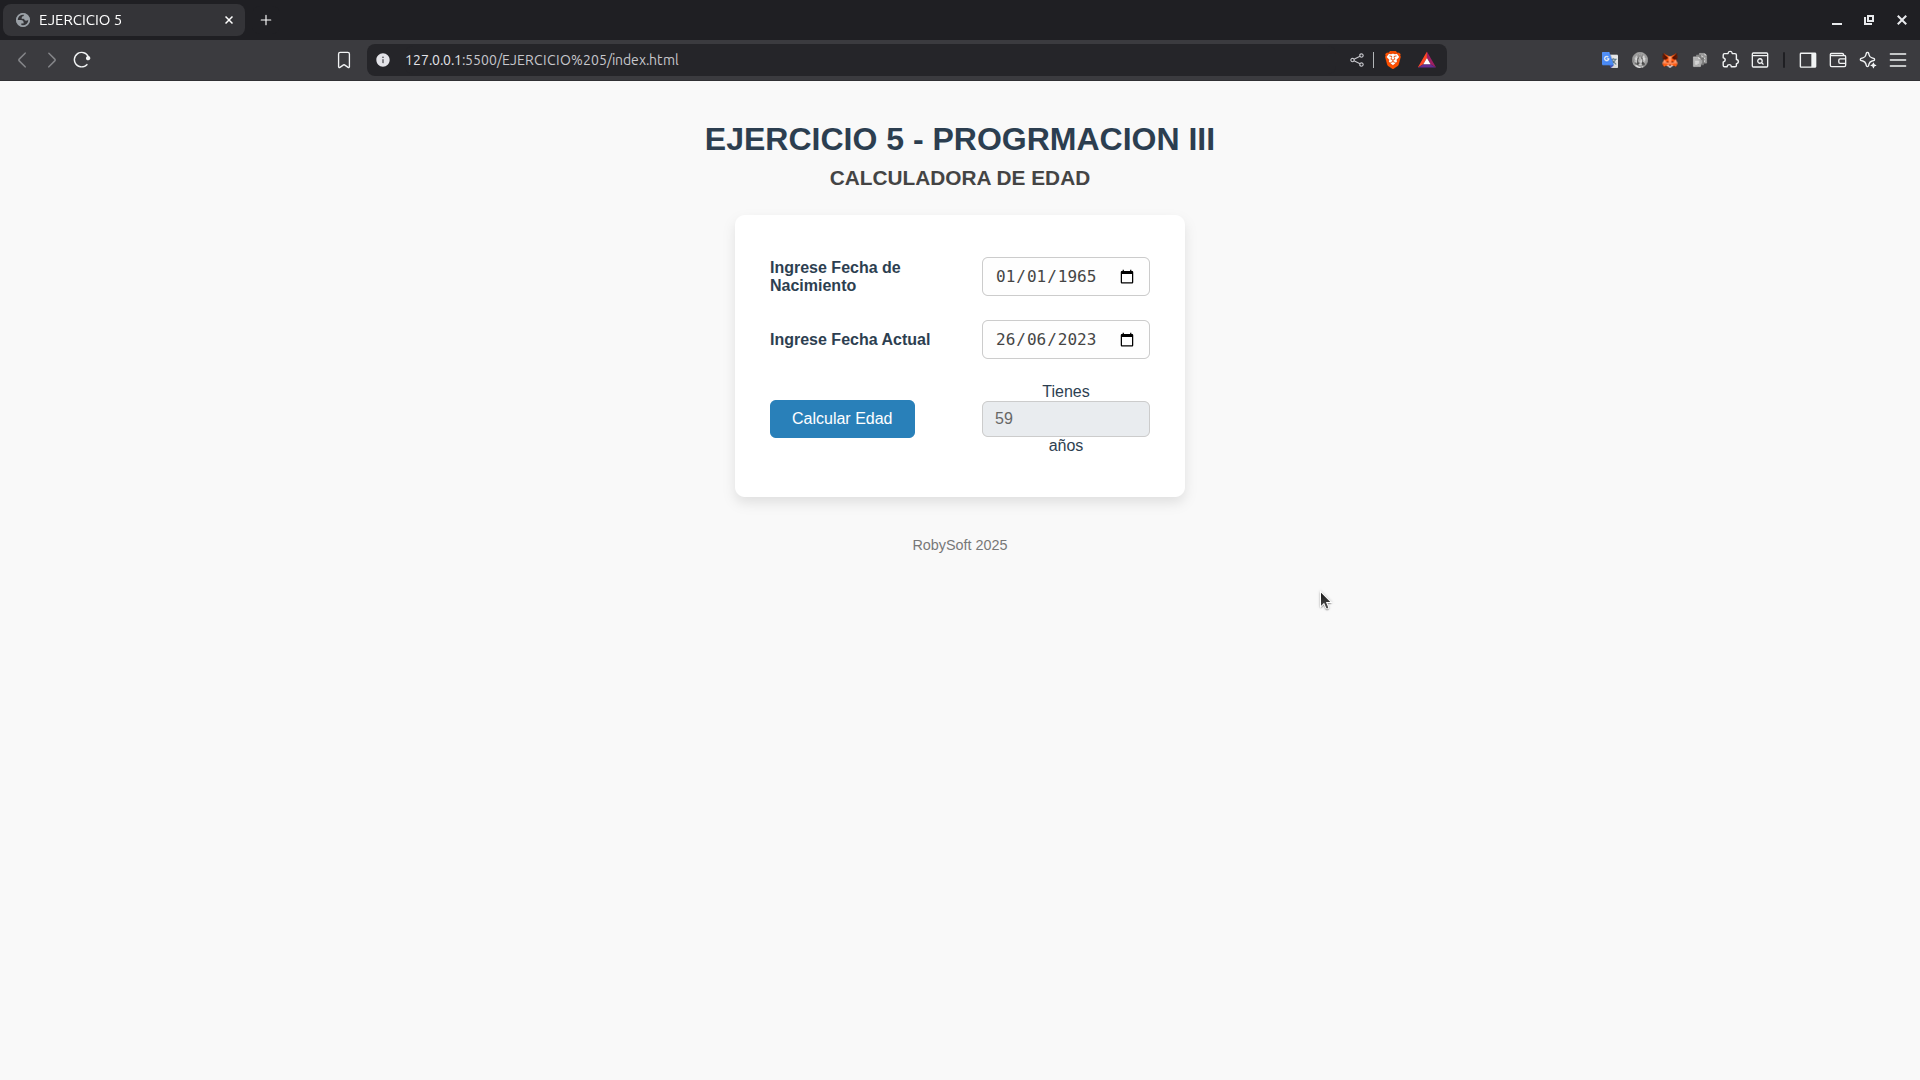 EJERCICIO 5
127.0.0.1:5500/EJERCICIO%205/index.html
EJERCICIO 5 - PROGRMACION III
CALCULADORA DE EDAD
Ingrese Fecha de
Nacimiento
01/01/1965
Ingrese Fecha Actual
26/06/2023
Tienes
Calcular Edad
59
años
RobySoft 2025